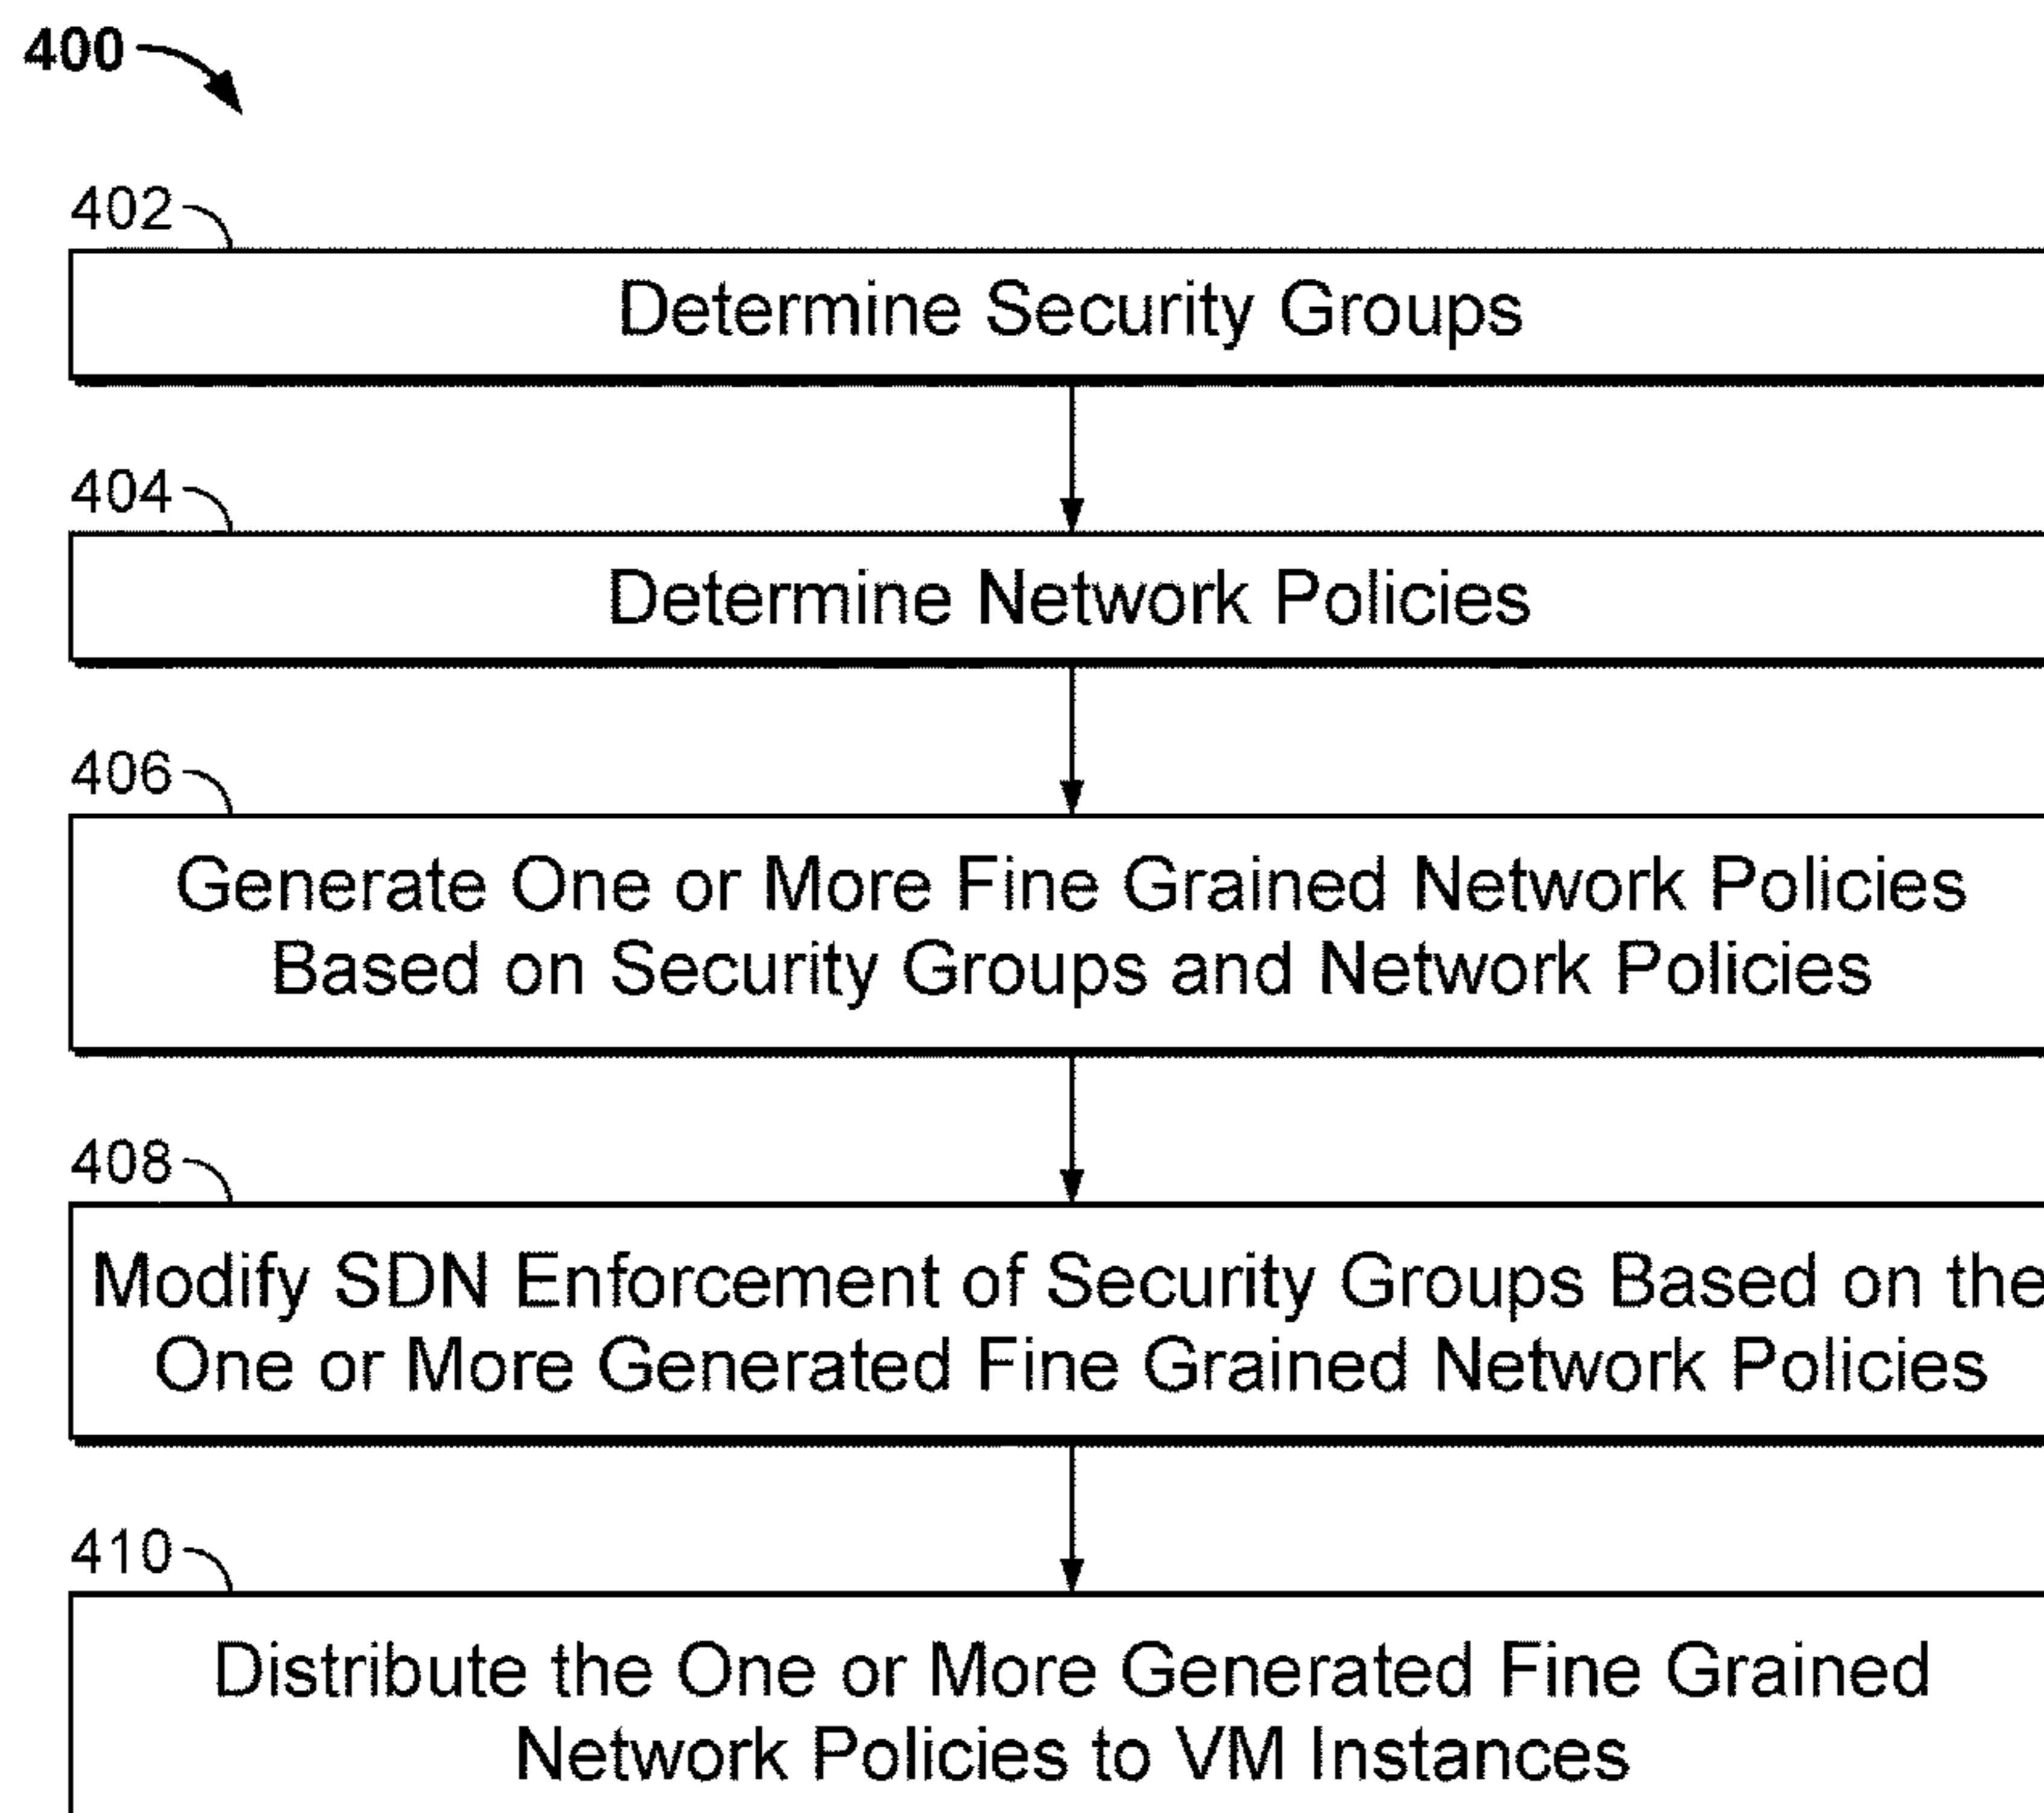 400
402
Determine Security Groups
404
Determine Network Policies
406
Generate One or More Fine Grained Network Policies
Based on Security Groups and Network Policies
408
Modify SDN Enforcement of Security Groups Based on the
One or More Generated Fine Grained Network Policies
410
Distribute the One or More Generated Fine Grained
Network Policies to VM Instances